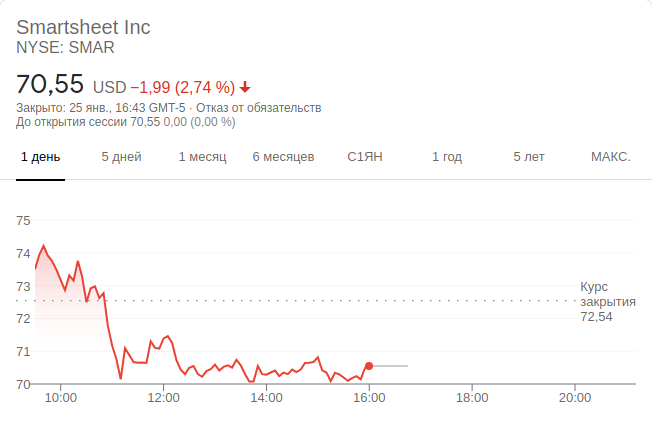 Smartsheet Inc
NYSE: SMAR
70,55 USD −1,99 (2,74 %)
Закрыто: 25 янв., 16:43 GMT-5 · Отказ от обязательств
До открытия сессии 70,55 0,00 (0,00 %)
1 день 5 дней 1 месяц 6 месяцев С1ЯН 1 год 5 лет МАКС.
75
74
73
72
71
70
Курс
закрытия
72,54
10:00 12:00 14:00 16:00 18:00 20:00